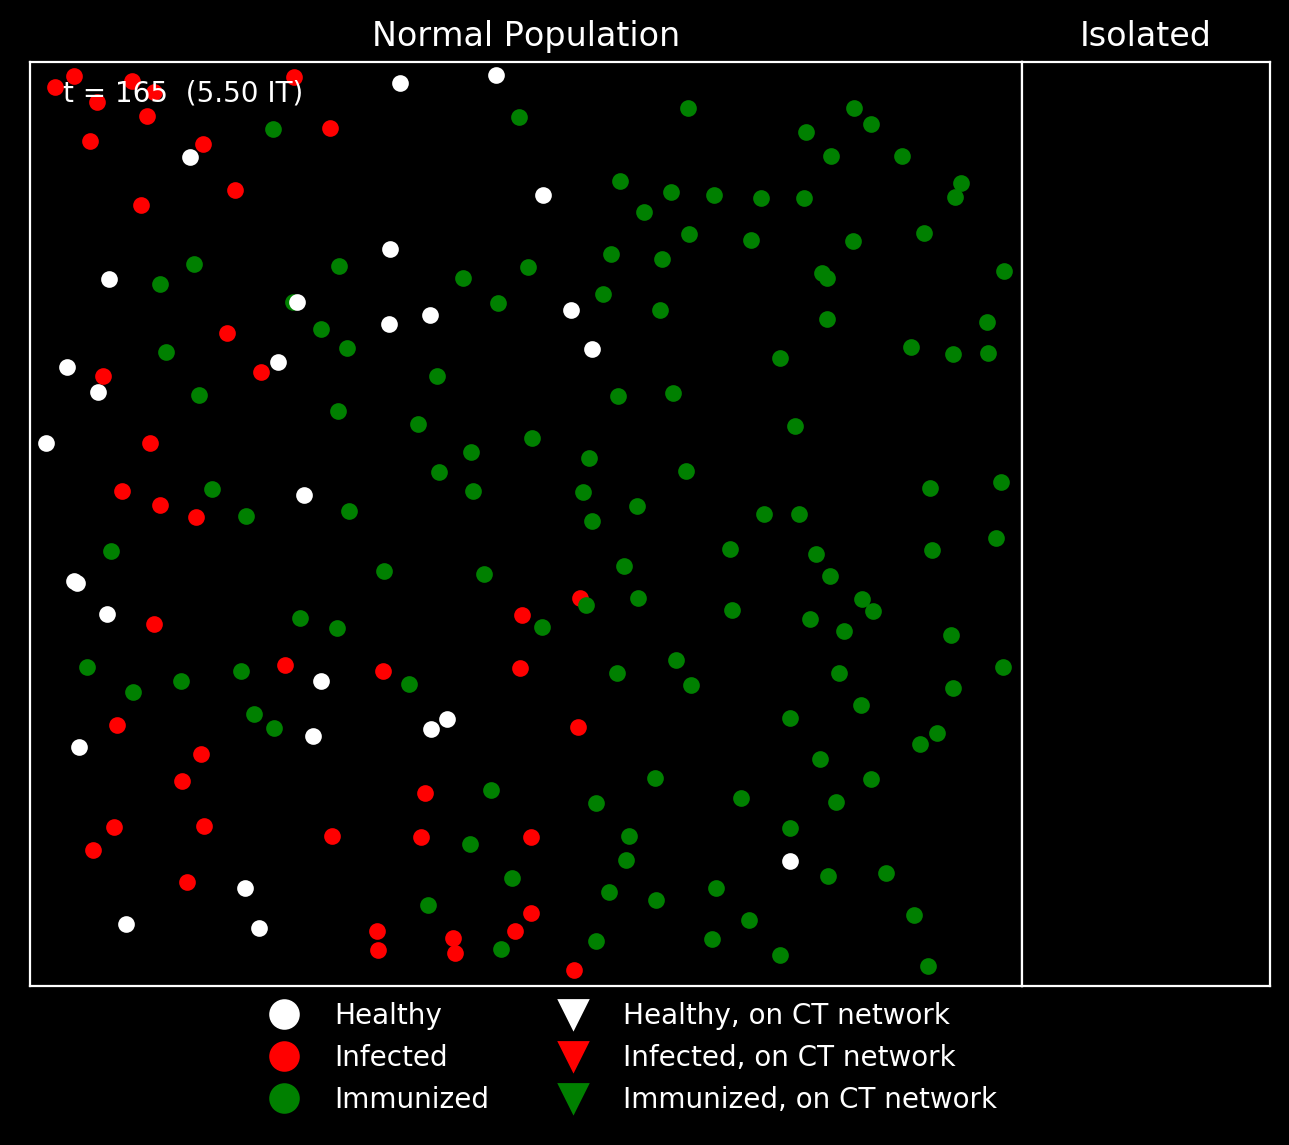 Normal Population
Isolated
t = 165 (5.50 IT)
Healthy
Infected
Immunized
Healthy, on CT network
Infected, on CT network
Immunized, on CT network